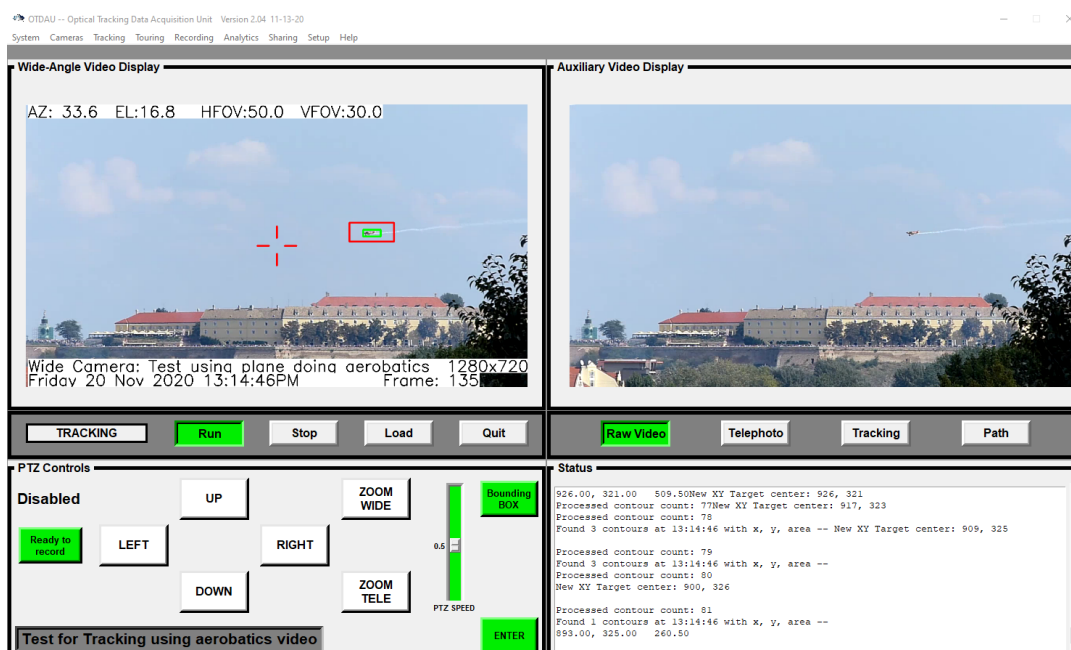 OTDAU -- Optical Tracking Data Acquisition Unit Version 2.04 11-13-20
System Cameras Tracking Touring Recording Analytics Sharing Setup Help
Wide-Angle Video Display
AZ: 33.6 EL:16.8 HFOV:50.0 VFOV:30.0
Wide Camera: Test using plane doing aerobatics 1280x720
Friday 20 Nov 2020 13:14:46PM Frame: 135
Auxiliary Video Display
TRACKING Run Stop Load Quit
Raw Video Telephoto Tracking Path
PTZ Controls
Disabled
UP
ZOOM
WIDE
Bounding
BOX
Ready to
record
LEFT
RIGHT
0.5
DOWN
ZOOM
TELE
PTZ SPEED
Test for Tracking using aerobatics video
ENTER
Status
926.00, 321.00 509.50New XY Target center: 926, 321
Processed contour count: 77New XY Target center: 917, 323
Processed contour count: 78
Found 3 contours at 13:14:46 with x, y, area -- New XY Target center: 909, 325
Processed contour count: 79
Found 3 contours at 13:14:46 with x, y, area --
Processed contour count: 80
New XY Target center: 900, 326
Processed contour count: 81
Found 1 contours at 13:14:46 with x, y, area --
893.00, 325.00 260.50